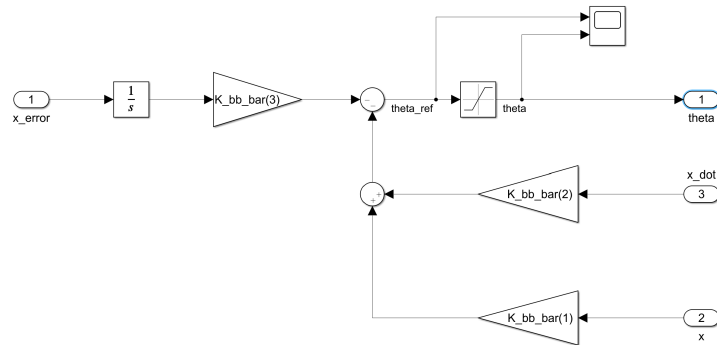 1
x_error
1
s
K_bb_bar(3)
−
−
theta_ref
theta
1
theta
+
+
K_bb_bar(2)
x_dot
3
K_bb_bar(1)
2
x